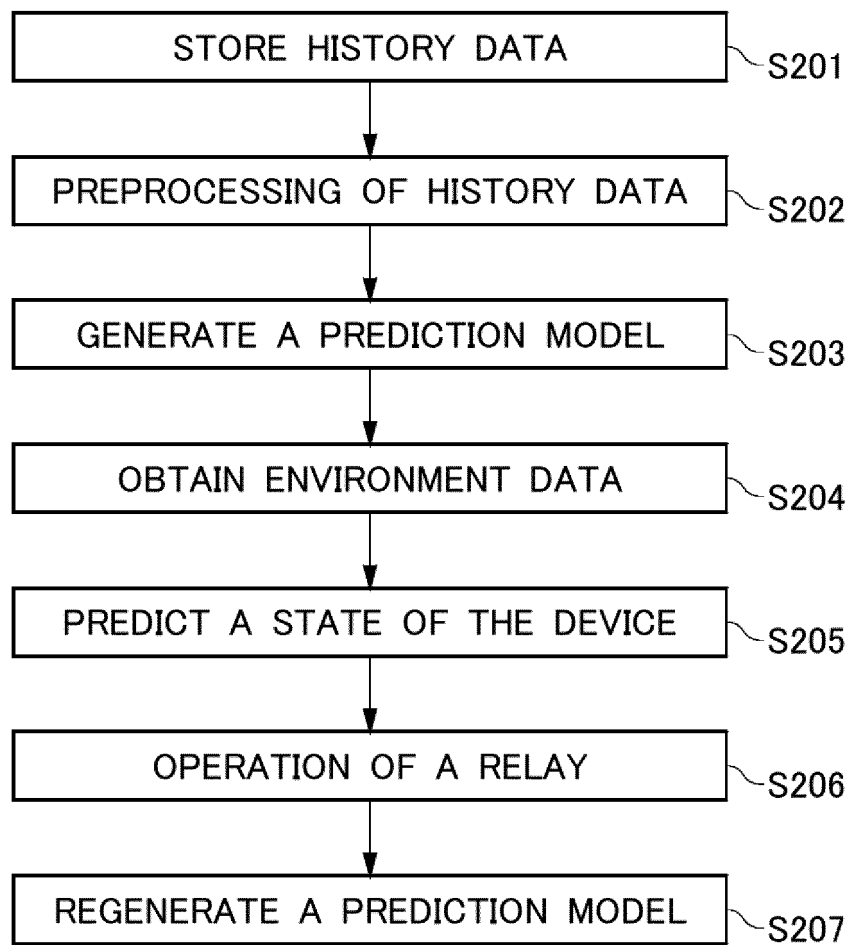 STORE HISTORY DATA
S201
PREPROCESSING OF HISTORY DATA
S202
GENERATE A PREDICTION MODEL
S203
OBTAIN ENVIRONMENT DATA
S204
PREDICT A STATE OF THE DEVICE
S205
OPERATION OF A RELAY
S206
REGENERATE A PREDICTION MODEL
S207